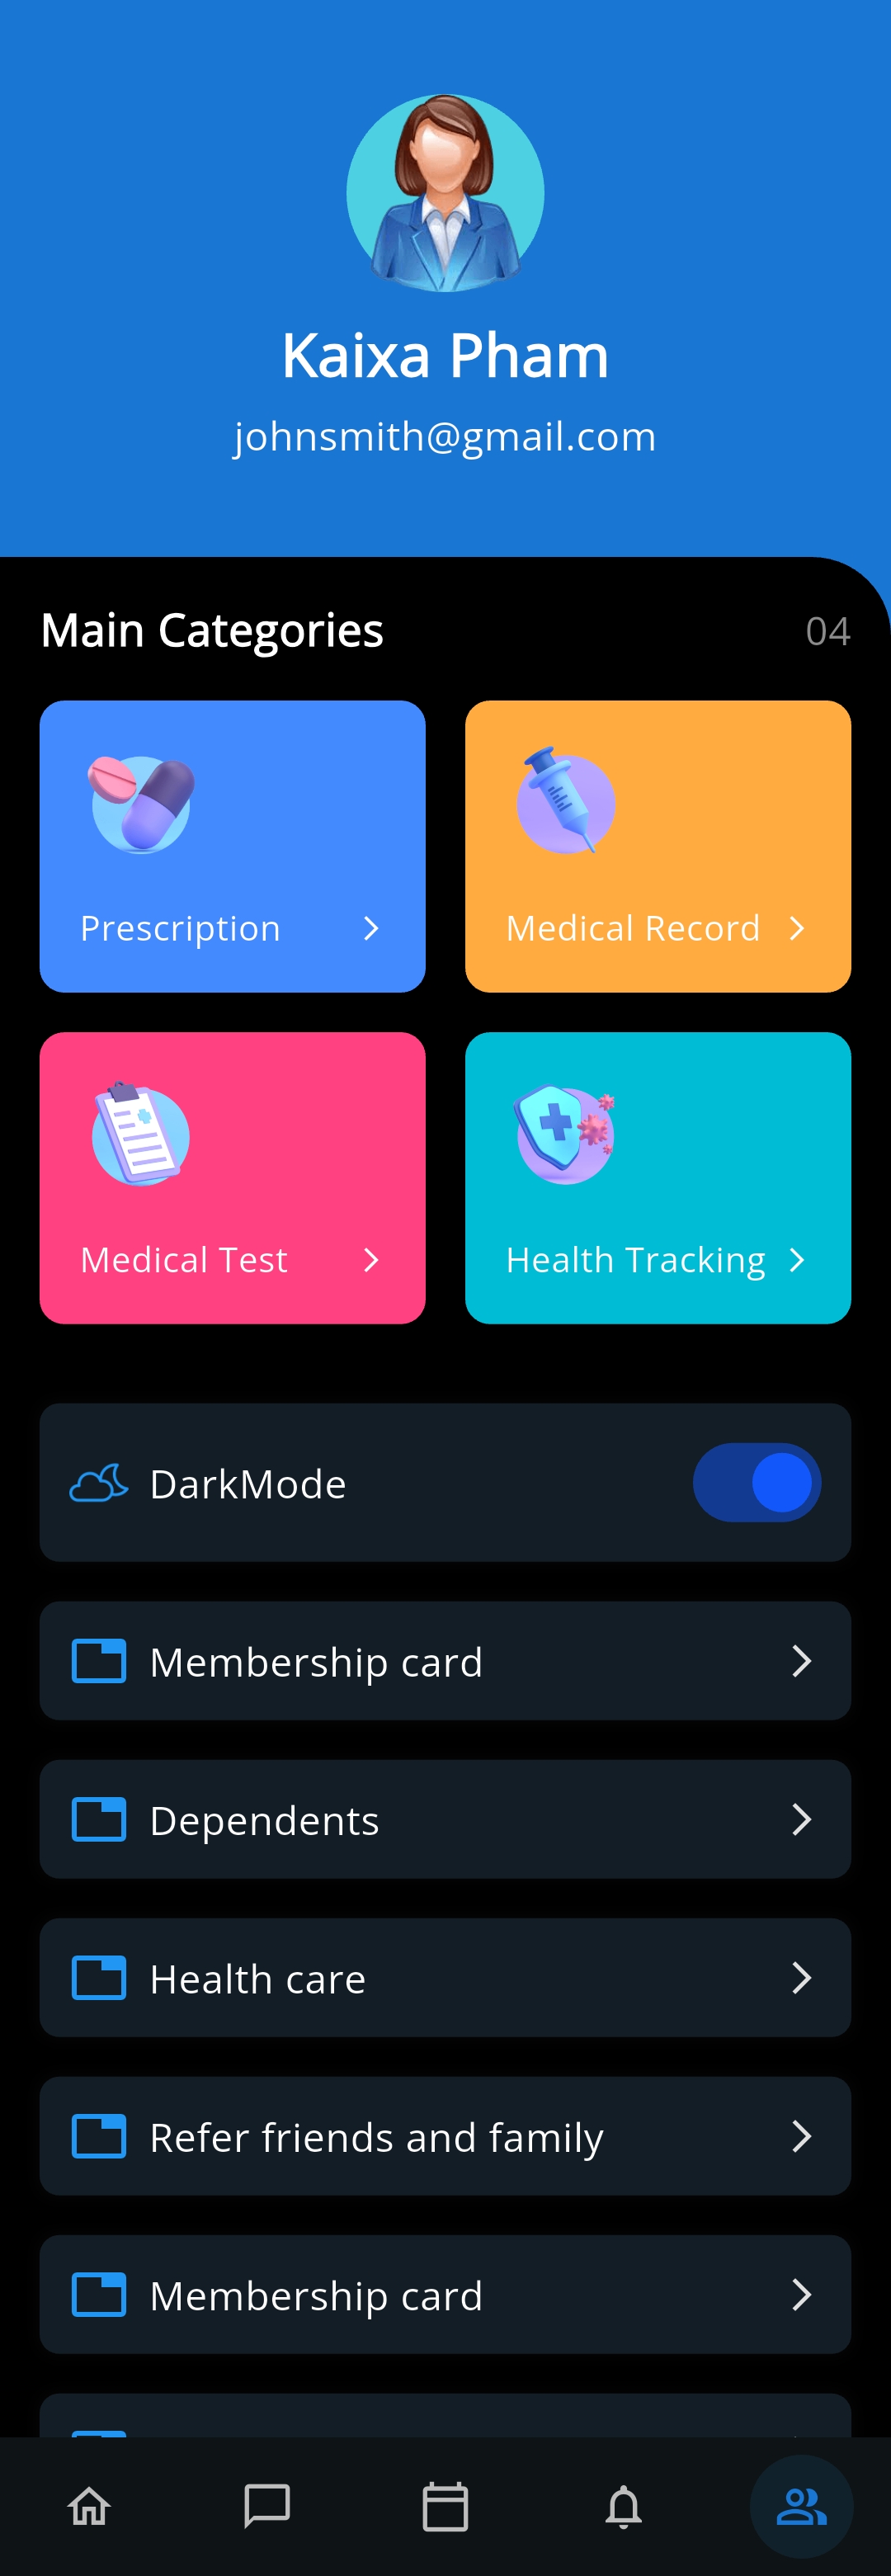 Kaixa Pham
johnsmith@gmail.com
Main Categories 04
Prescription
Medical Record
Medical Test
Health Tracking
DarkMode
Membership card
Dependents
Health care
Refer friends and family
Membership card